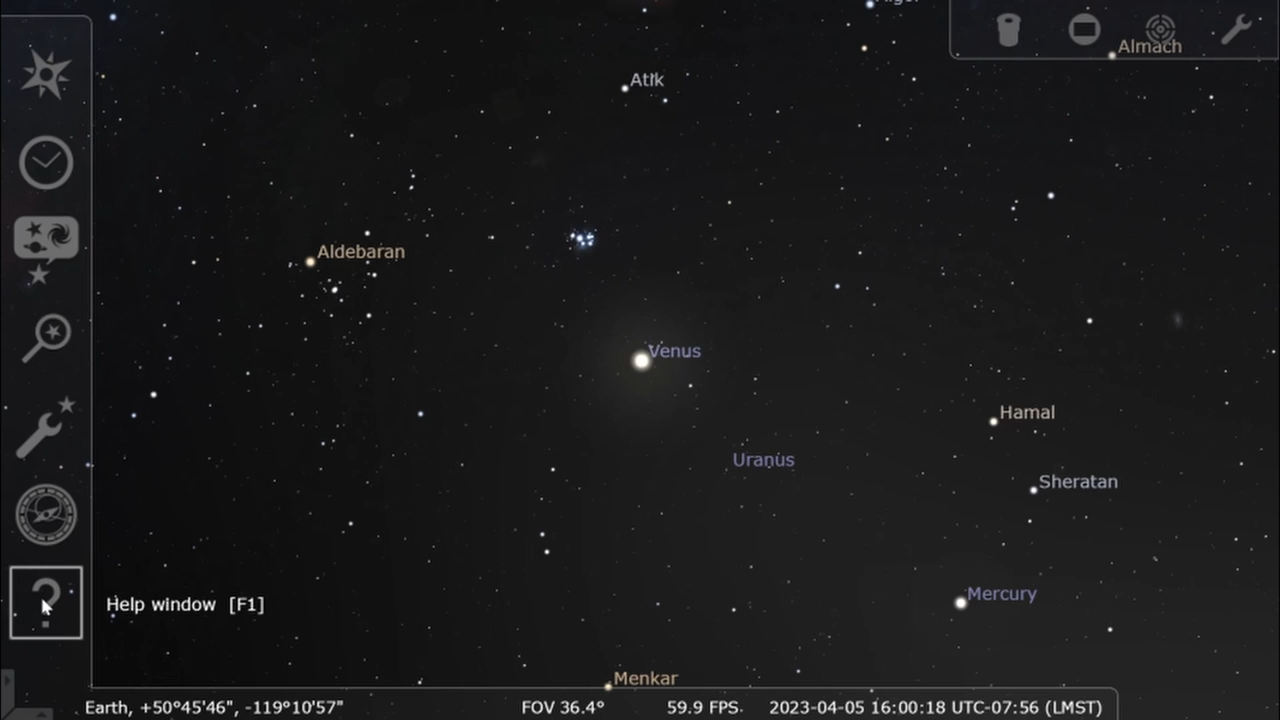 Almach
Atik
Aldebaran
Venus
Hamal
Uranus
Sheratan
Mercury
Help window [F1]
Menkar
Earth, +50°45'46", -119°10'57" FOV 36.4° 59.9 FPS 2023-04-05 16:00:18 UTC-07:56 (LMST)